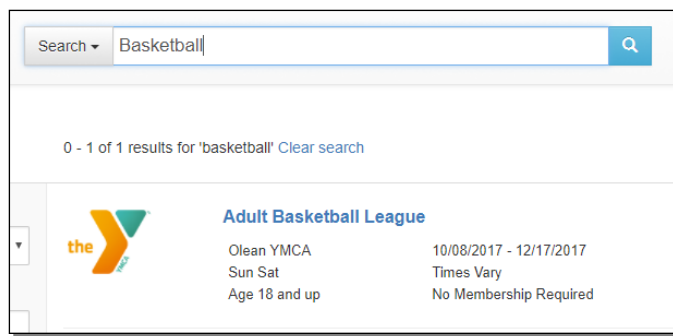 Search Basketball
0 - 1 of 1 results for 'basketball' Clear search
the YMCA
Adult Basketball League
Olean YMCA 10/08/2017 - 12/17/2017
Sun Sat Times Vary
Age 18 and up No Membership Required